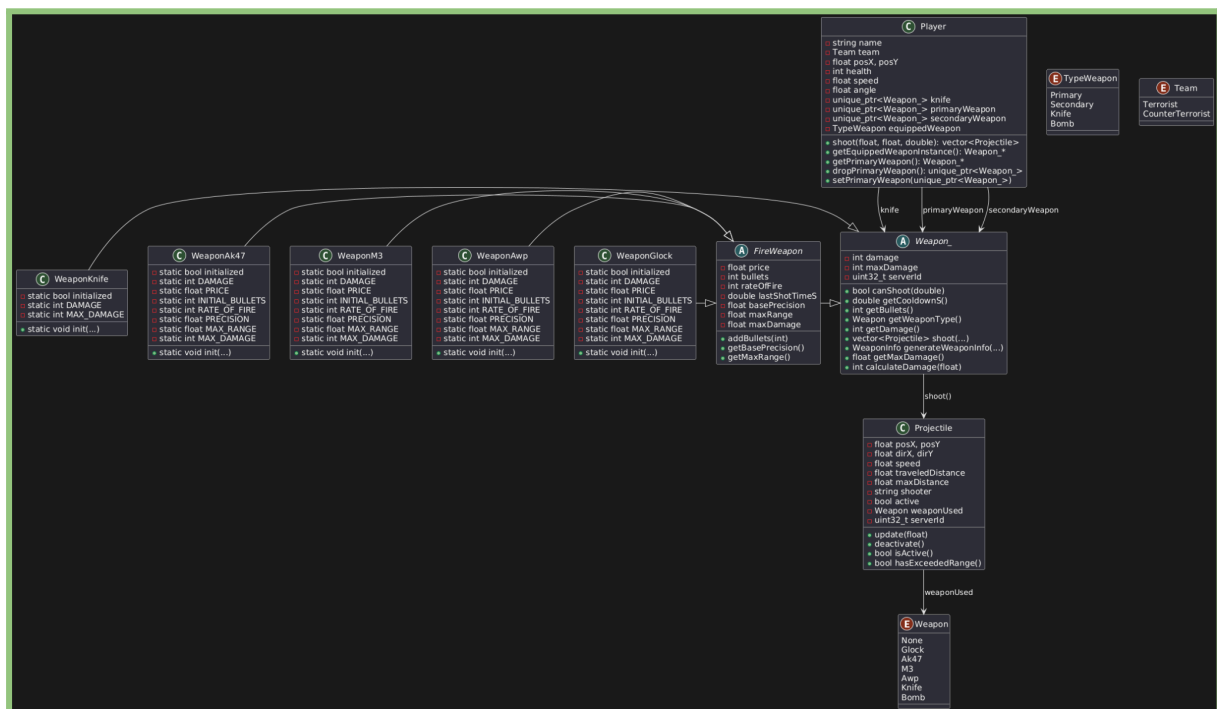 C Player
string name
Team team
float posX, posY
int health
float speed
float angle
unique_ptr<Weapon_> knife
unique_ptr<Weapon_> primaryWeapon
unique_ptr<Weapon_> secondaryWeapon
TypeWeapon equippedWeapon
shoot(float, float, double): vector<Projectile>
getEquippedWeaponInstance(): Weapon_*
getPrimaryWeapon(): Weapon_*
dropPrimaryWeapon(): unique_ptr<Weapon_>
setPrimaryWeapon(unique_ptr<Weapon_>)
E TypeWeapon
Primary
Secondary
Knife
Bomb
E Team
Terrorist
CounterTerrorist
knife
primaryWeapon
secondaryWeapon
C WeaponKnife
static bool initialized
static int DAMAGE
static int MAX_DAMAGE
static void init(...)
C WeaponAk47
static bool initialized
static int DAMAGE
static float PRICE
static int INITIAL_BULLETS
static int RATE_OF_FIRE
static float PRECISION
static float MAX_RANGE
static int MAX_DAMAGE
static void init(...)
C WeaponM3
static bool initialized
static int DAMAGE
static float PRICE
static int INITIAL_BULLETS
static int RATE_OF_FIRE
static float PRECISION
static float MAX_RANGE
static int MAX_DAMAGE
static void init(...)
C WeaponAwp
static bool initialized
static int DAMAGE
static float PRICE
static int INITIAL_BULLETS
static int RATE_OF_FIRE
static float PRECISION
static float MAX_RANGE
static int MAX_DAMAGE
static void init(...)
C WeaponGlock
static bool initialized
static int DAMAGE
static float PRICE
static int INITIAL_BULLETS
static int RATE_OF_FIRE
static float PRECISION
static float MAX_RANGE
static int MAX_DAMAGE
static void init(...)
A FireWeapon
float price
int bullets
int rateOfFire
double lastShotTimeS
float basePrecision
float maxRange
float maxDamage
addBullets(int)
getBasePrecision()
getMaxRange()
A Weapon_
int damage
int maxDamage
uint32_t serverId
bool canShoot(double)
double getCooldownS()
int getBullets()
Weapon getWeaponType()
int getDamage()
vector<Projectile> shoot(...)
WeaponInfo generateWeaponInfo(...)
float getMaxDamage()
int calculateDamage(float)
shoot()
C Projectile
float posX, posY
float dirX, dirY
float speed
float traveledDistance
float maxDistance
string shooter
bool active
Weapon weaponUsed
uint32_t serverId
update(float)
deactivate()
bool isActive()
bool hasExceededRange()
weaponUsed
E Weapon
None
Glock
Ak47
M3
Awp
Knife
Bomb